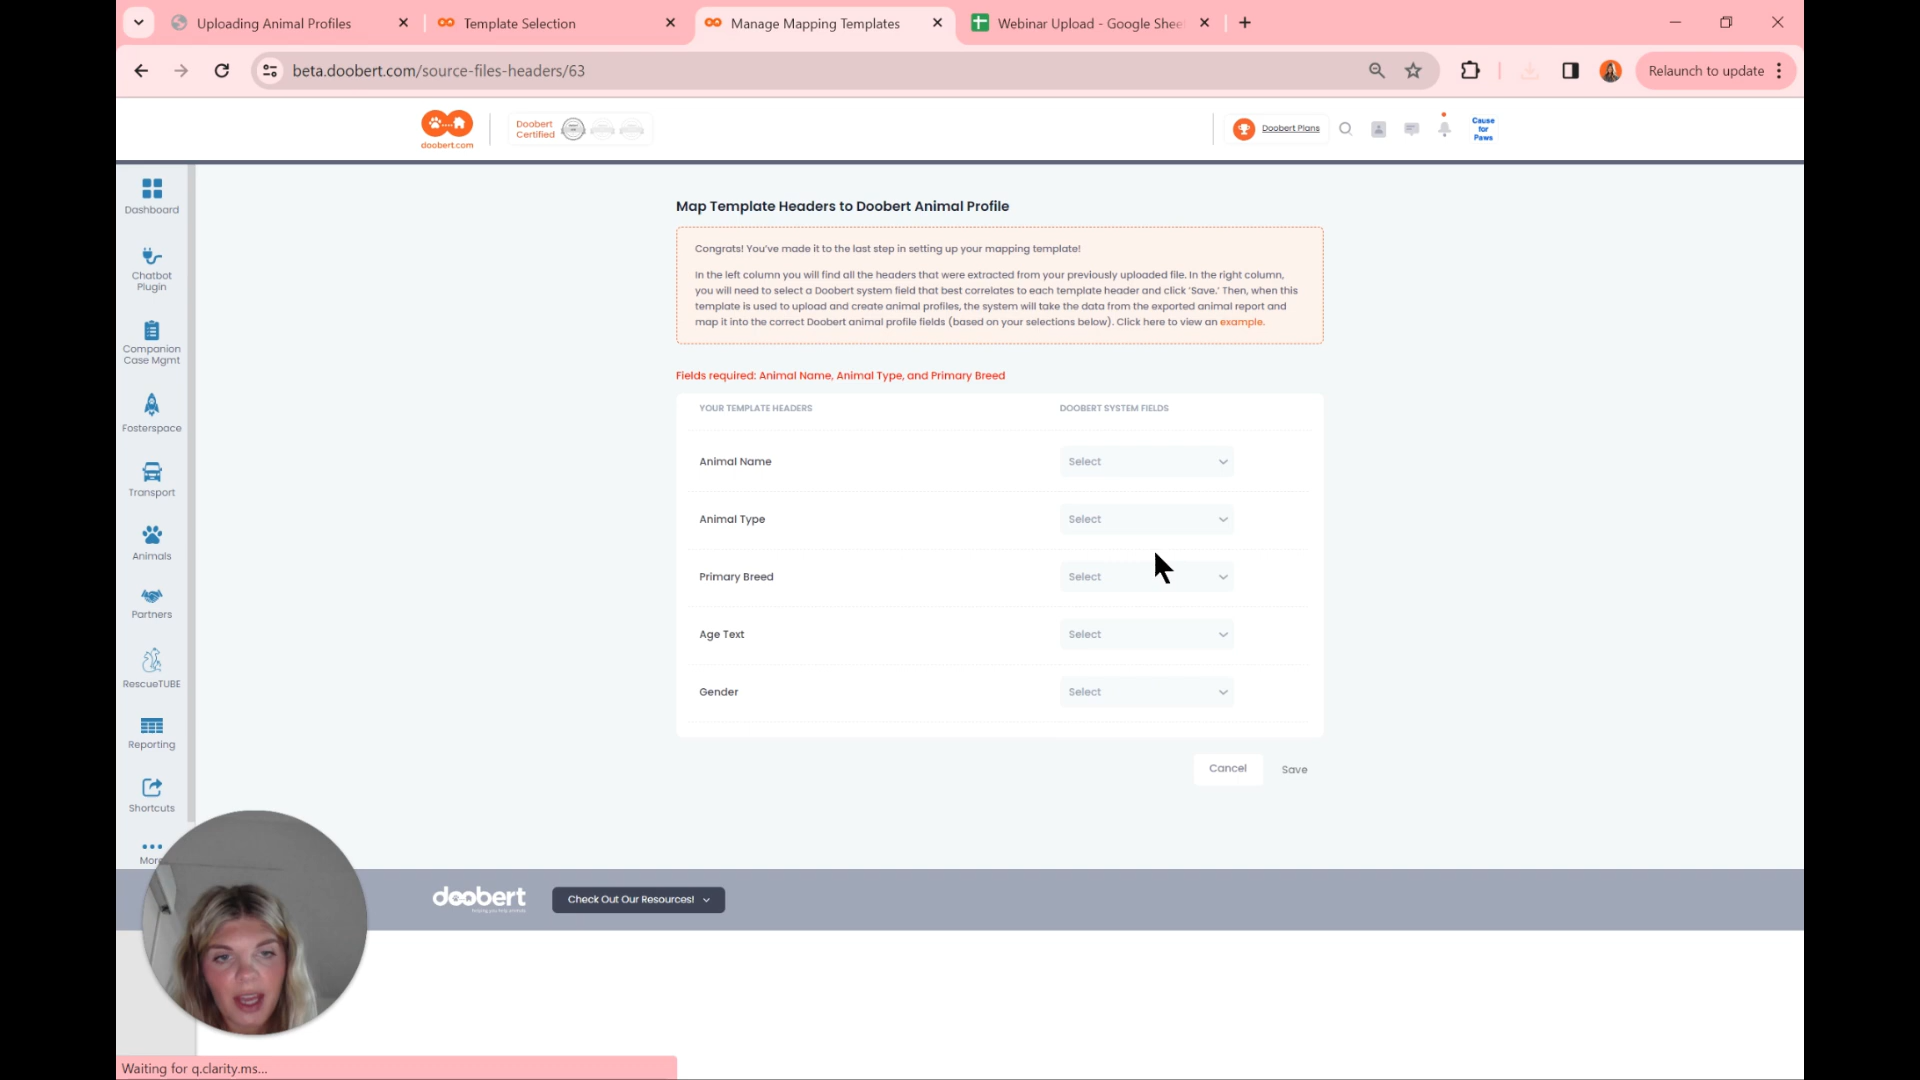 Uploading Animal Profiles
Template Selection
Manage Mapping Templates
Webinar Upload - Google Shee
beta.doobert.com/source-files-headers/63
Relaunch to update
doobert.com
Doobert
Certified
Doobert Plans
Cause
for
Paws
Dashboard
Chatbot
Plugin
Companion
Case Mgmt
Fosterspace
Transport
Animals
Partners
RescueTUBE
Reporting
Shortcuts
More
Map Template Headers to Doobert Animal Profile
Congrats! You've made it to the last step in setting up your mapping template!
In the left column you will find all the headers that were extracted from your previously uploaded file. In the right column,
you will need to select a Doobert system field that best correlates to each template header and click 'Save.' Then, when this
template is used to upload and create animal profiles, the system will take the data from the exported animal report and
map it into the correct Doobert animal profile fields (based on your selections below). Click here to view an example.
Fields required: Animal Name, Animal Type, and Primary Breed
YOUR TEMPLATE HEADERS DOOBERT SYSTEM FIELDS
Animal Name Select
Animal Type Select
Primary Breed Select
Age Text Select
Gender Select
Cancel Save
doobert
Check Out Our Resources!
Waiting for q.clarity.ms...